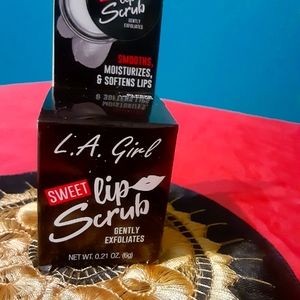 lip
Scrub
GENTLY
EXFOLIATES
SMOOTHS,
MOISTURIZES,
& SOFTENS LIPS
L.A. Girl
SWEET lip
Scrub
GENTLY
EXFOLIATES
NET WT. 0.21 OZ. (6g)